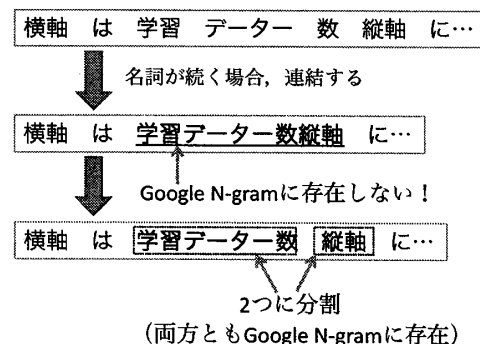 横軸 は 学習 データー 数 縦軸 に…
名詞が続く場合，連結する
横軸 は 学習データー数縦軸 に…
Google N-gramに存在しない！
横軸 は 学習データー数 縦軸 に…
2つに分割
（両方ともGoogle N-gramに存在）